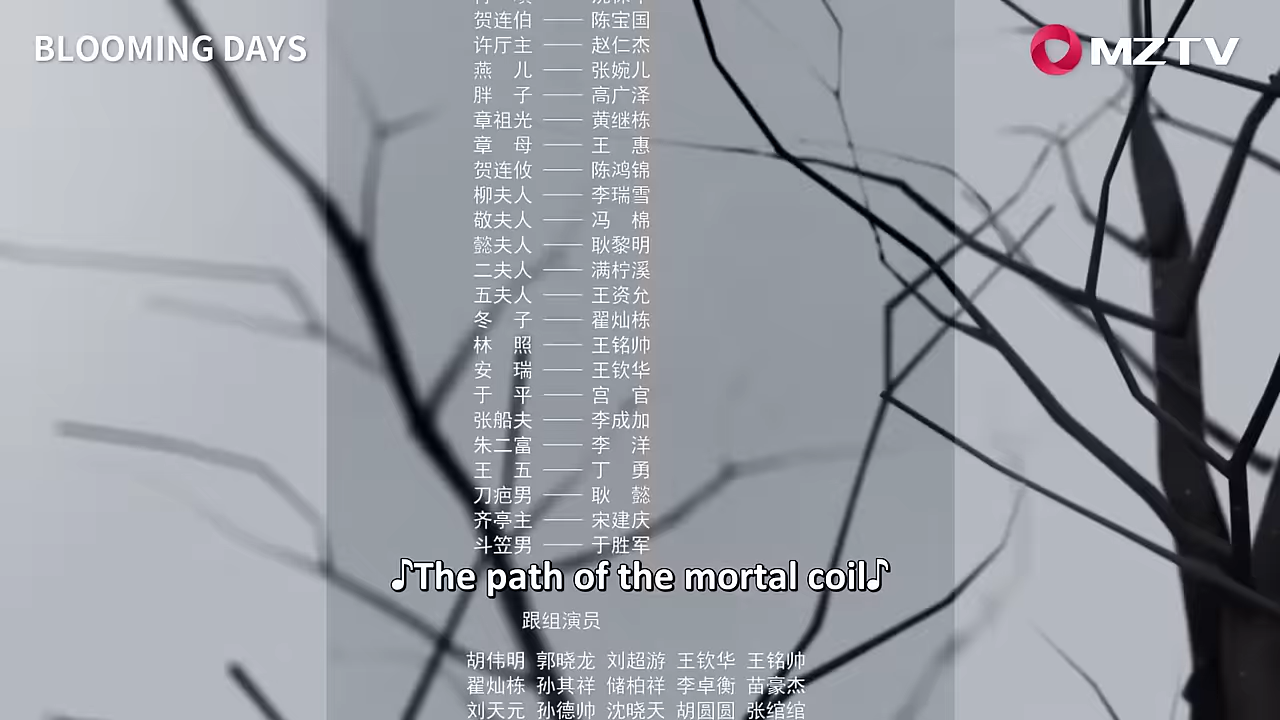 BLOOMING DAYS
MZTV
贺连伯 —— 陈宝国
许厅主 —— 赵仁杰
燕 儿 —— 张婉儿
胖 子 —— 高广泽
章祖光 —— 黄继栋
章 母 —— 王 惠
贺连攸 —— 陈鸿锦
柳夫人 —— 李瑞雪
敬夫人 —— 冯 棉
懿夫人 —— 耿黎明
二夫人 —— 满柠溪
五夫人 —— 王资允
冬 子 —— 翟灿栋
林 照 —— 王铭帅
安 瑞 —— 王钦华
于 平 —— 宫 官
张船夫 —— 李成加
朱二富 —— 李 洋
王 五 —— 丁 勇
刀疤男 —— 耿 懿
齐亭主 —— 宋建庆
斗笠男 —— 于胜军
♪The path of the mortal coil♪
跟组演员
胡伟明 郭晓龙 刘超游 王钦华 王铭帅
翟灿栋 孙其祥 储柏祥 李卓衡 苗豪杰
刘天元 孙德帅 沈晓天 胡圆圆 张绾绾